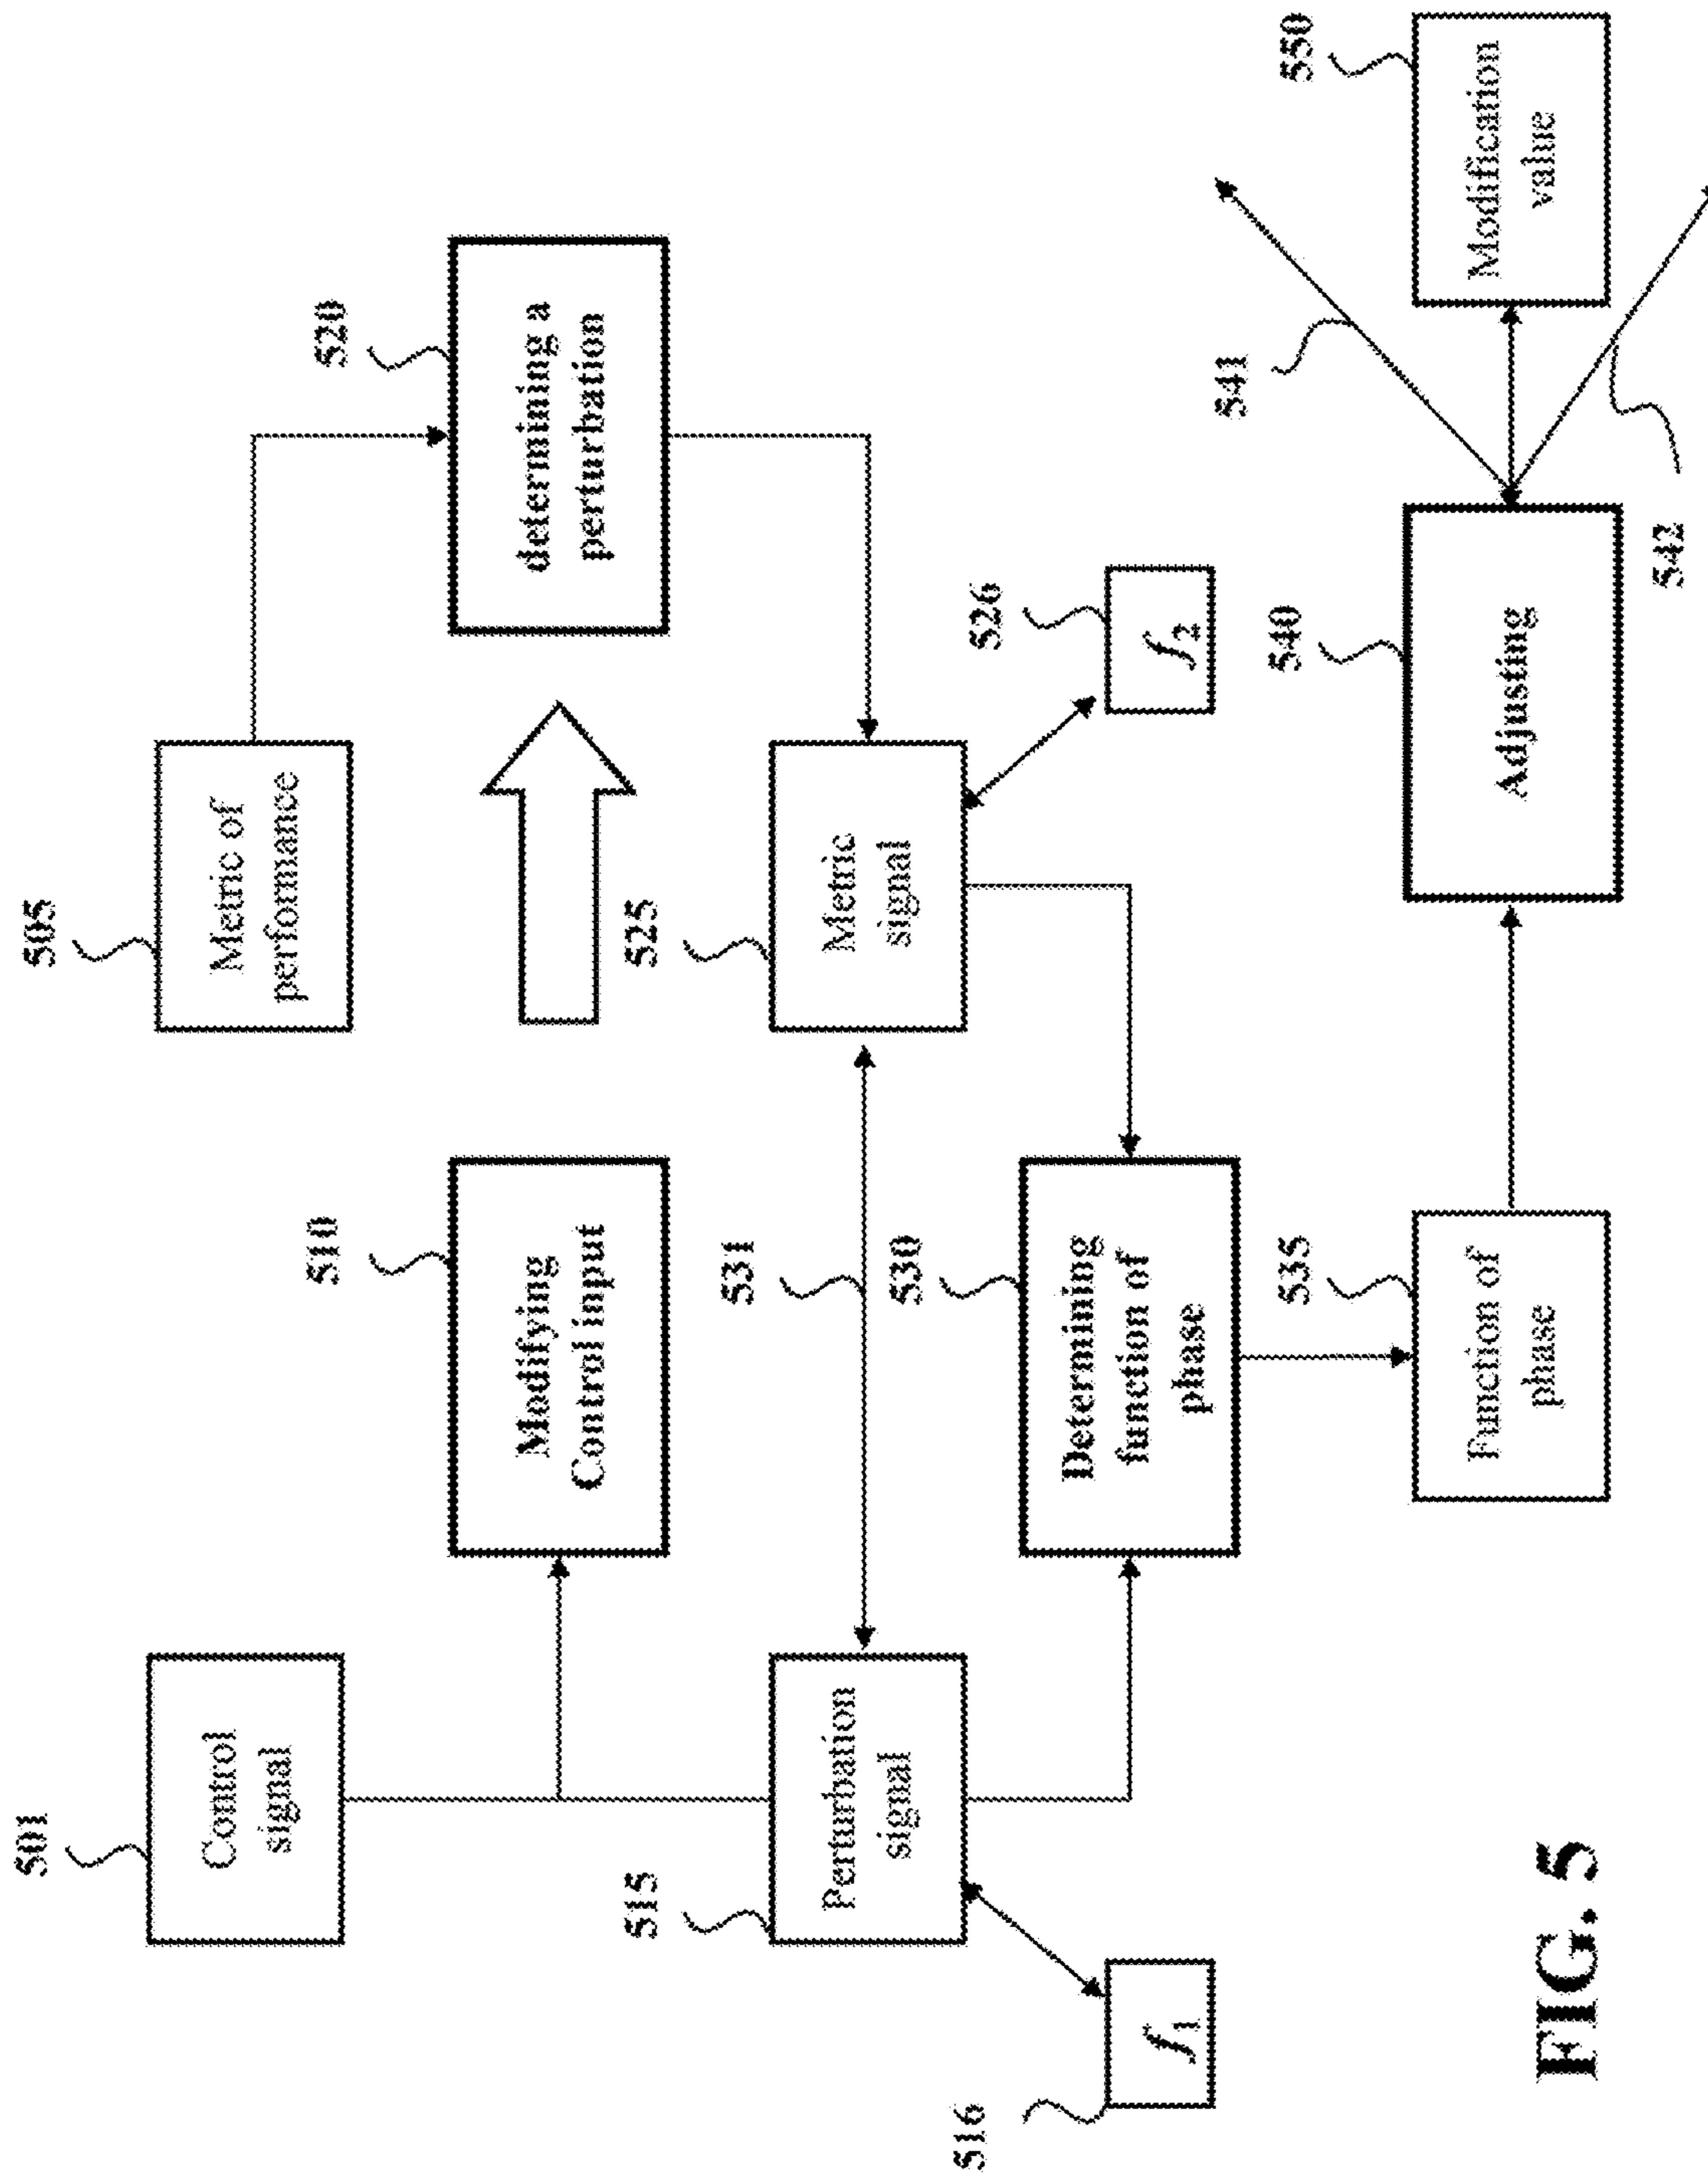 501
Control
signal
505
Metric of
performance
510
Modifying
Control input
520
determining a
perturbation
515
Perturbation
signal
531
525
Metric
signal
516
f1
530
Determining
function of
phase
526
f2
535
Function of
phase
540
Adjusting
541
542
550
Modification
value
FIG. 5